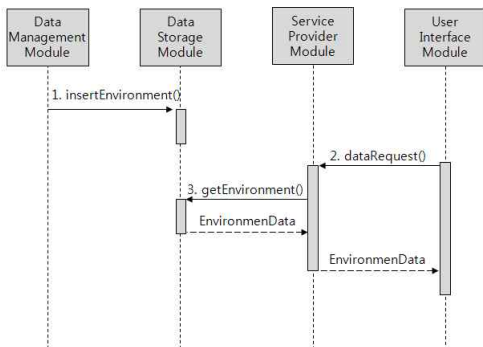 Data
Management
Module
Data
Storage
Module
Service
Provider
Module
User
Interface
Module
1. insertEnvironment()
2. dataRequest()
3. getEnvironment()
EnvironmenData
EnvironmenData